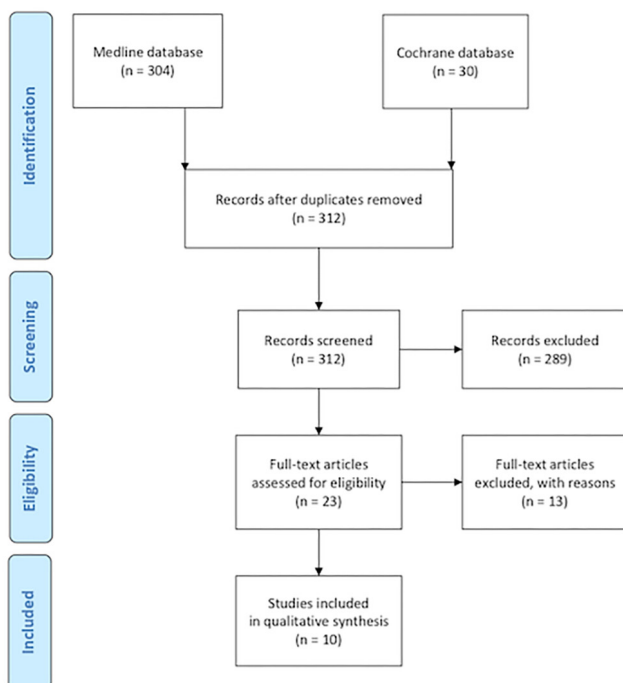 Identification
Medline database
(n = 304)
Cochrane database
(n = 30)
Records after duplicates removed
(n = 312)
Screening
Records screened
(n = 312)
Records excluded
(n = 289)
Eligibility
Full-text articles
assessed for eligibility
(n = 23)
Full-text articles
excluded, with reasons
(n = 13)
Included
Studies included
in qualitative synthesis
(n = 10)